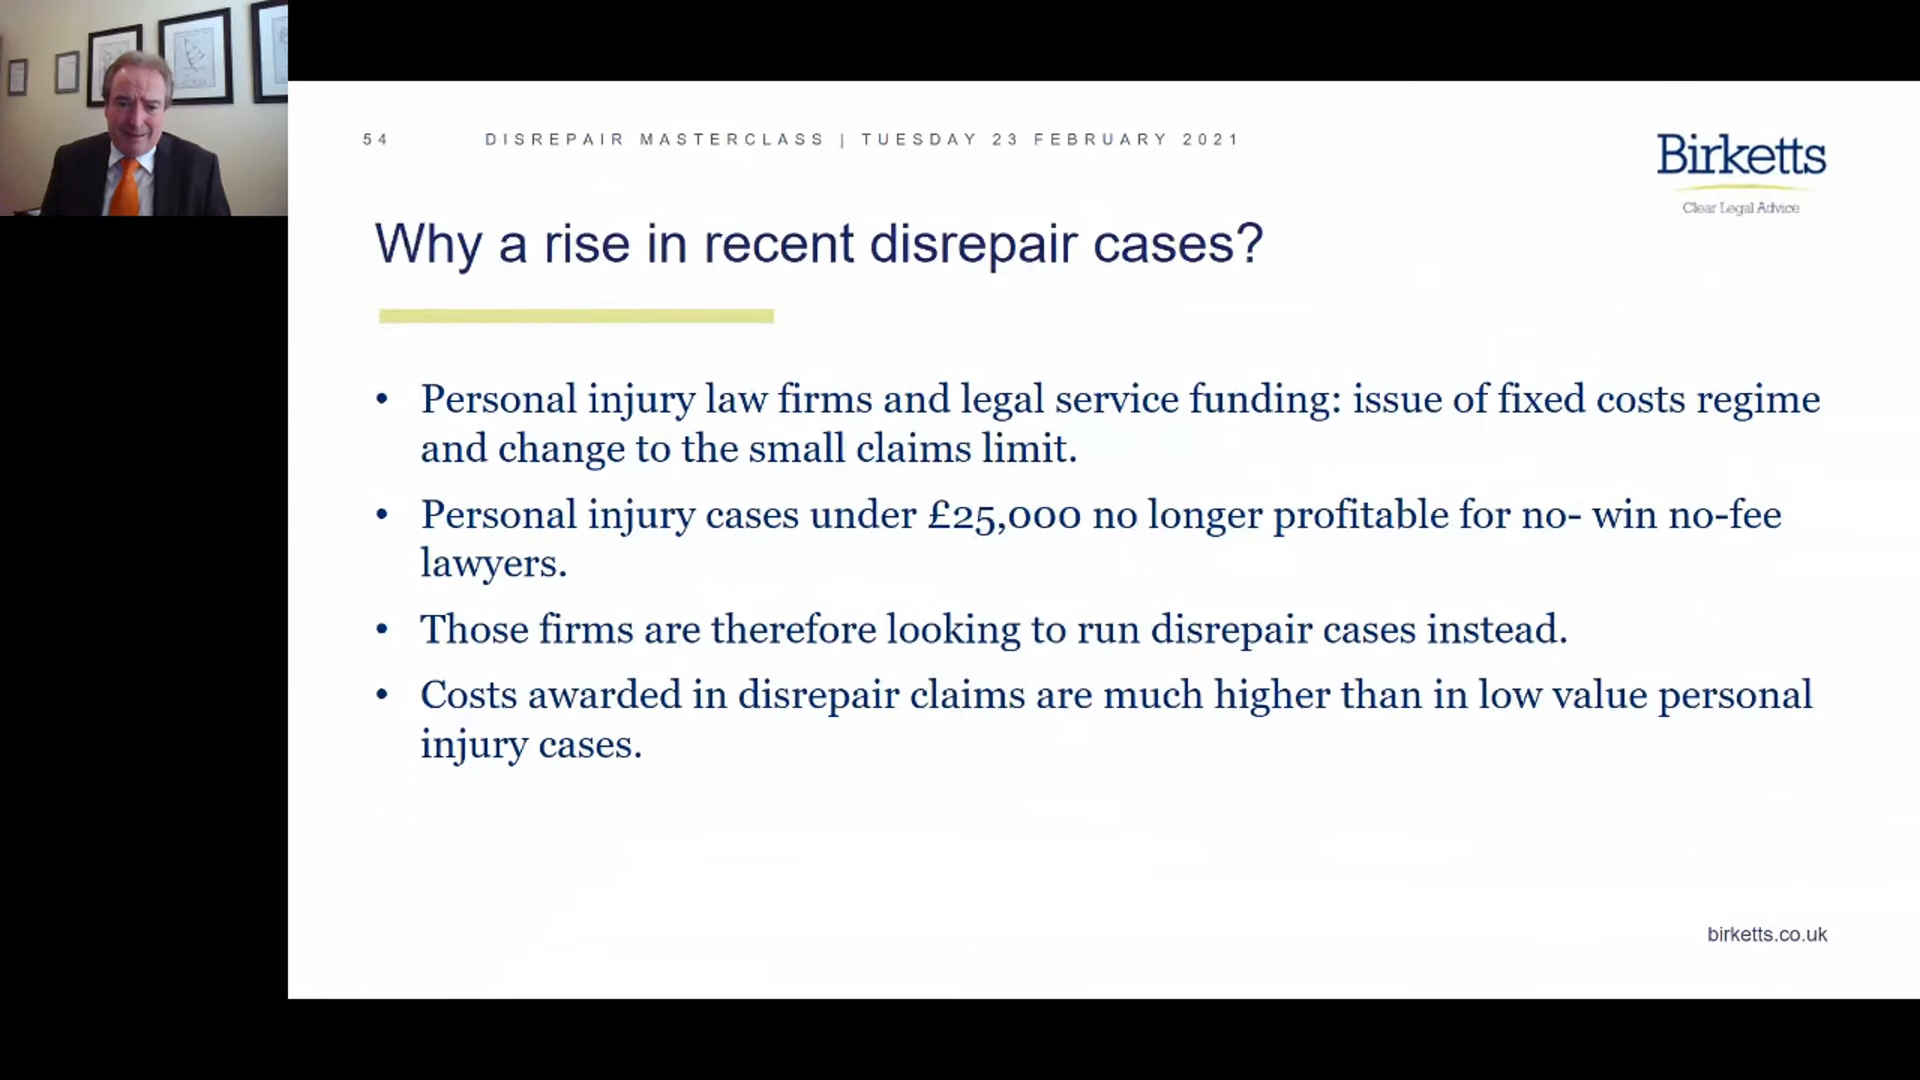 54 DISREPAIR MASTERCLASS | TUESDAY 23 FEBRUARY 2021
Birketts
Clear Legal Advice
Why a rise in recent disrepair cases?
• Personal injury law firms and legal service funding: issue of fixed costs regime
and change to the small claims limit.
• Personal injury cases under £25,000 no longer profitable for no- win no-fee
lawyers.
• Those firms are therefore looking to run disrepair cases instead.
• Costs awarded in disrepair claims are much higher than in low value personal
injury cases.
birketts.co.uk